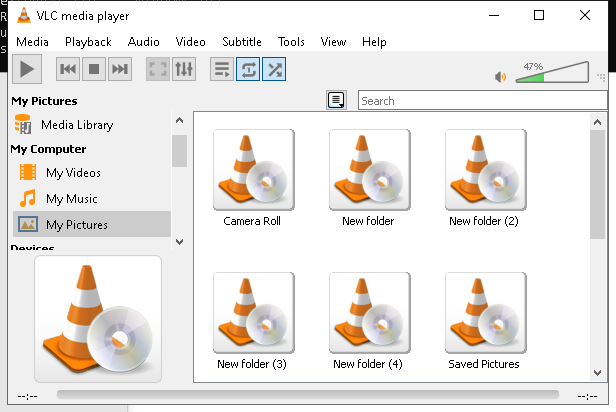 VLC media player
Media Playback Audio Video Subtitle Tools View Help
47%
My Pictures
Search
Media Library
My Computer
My Videos
My Music
My Pictures
Devices
Camera Roll New folder New folder (2)
New folder (3) New folder (4) Saved Pictures
--:-- --:--